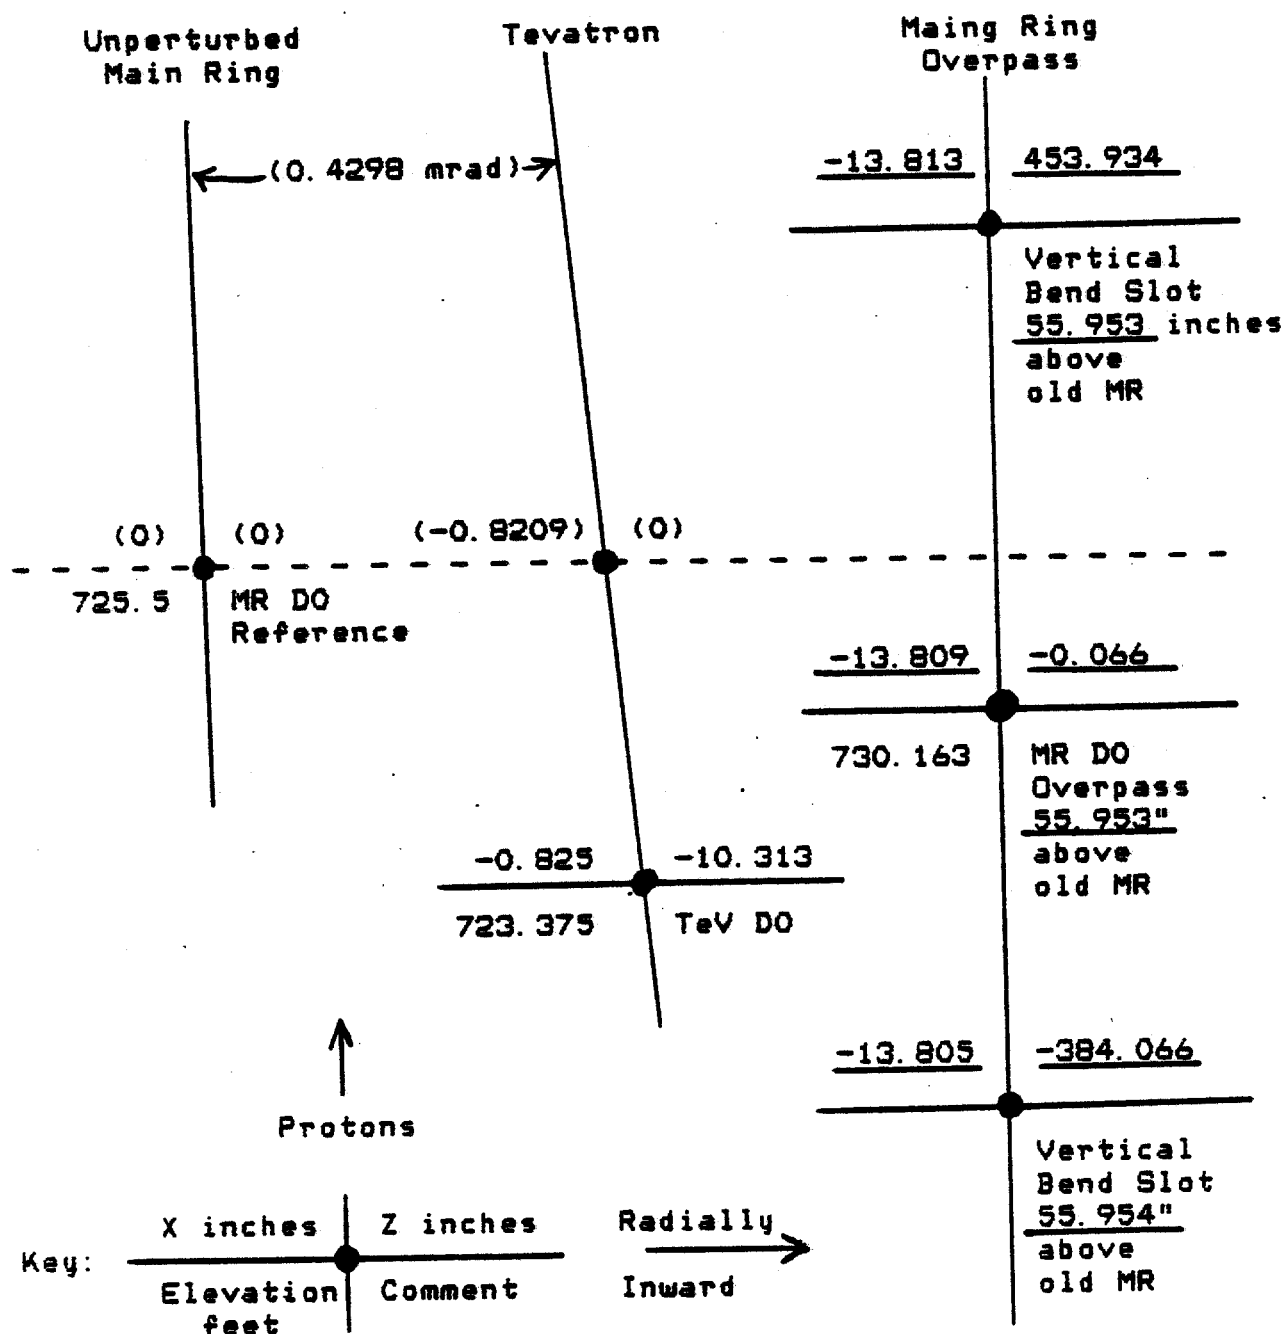 Unperturbed
Main Ring
Tevatron
Maing Ring
Overpass
(0.4298 mrad)
-13.813
453.934
Vertical
Bend Slot
55.953 inches
above
old MR
(0)
(0)
(-0.8209)
(0)
725.5
MR DO
Reference
-13.809
-0.066
730.163
MR DO
Overpass
55.953"
above
old MR
-0.825
-10.313
723.375
TeV DO
-13.805
-384.066
Protons
Vertical
Bend Slot
55.954"
above
old MR
Key:
X inches
Z inches
Elevation
feet
Comment
Radially
Inward